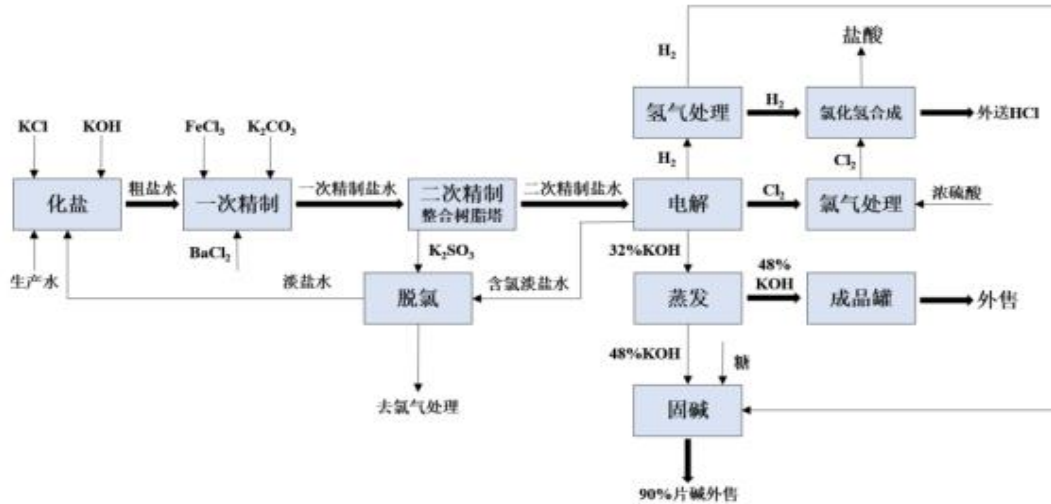 H₂
盐酸
氢气处理
H₂
氯化氢合成
外送HCl
KCl
KOH
FeCl₃
K₂CO₃
H₂
Cl₂
化盐
粗盐水
一次精制
一次精制盐水
二次精制
整合树脂塔
二次精制盐水
电解
Cl₂
氯气处理
浓硫酸
生产水
BaCl₂
K₂SO₃
32%KOH
淡盐水
脱氯
含氯淡盐水
蒸发
48%
KOH
成品罐
外售
48%KOH
糖
去氯气处理
固碱
90%片碱外售